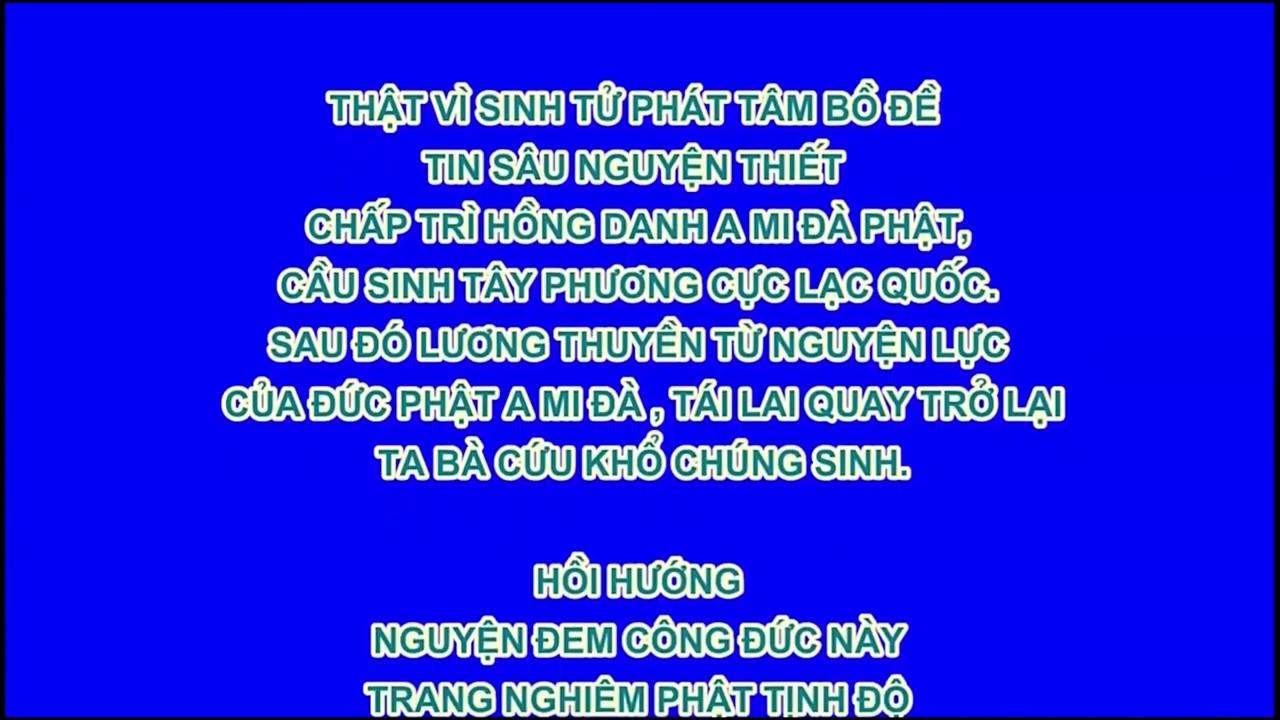 THẬT VÌ SINH TỬ PHÁT TÂM BỒ ĐỀ
TIN SÂU NGUYỆN THIẾT
CHẤP TRÌ HỒNG DANH A MI ĐÀ PHẬT,
CẦU SINH TÂY PHƯƠNG CỰC LẠC QUỐC.
SAU ĐÓ LƯƠNG THUYỀN TỪ NGUYỆN LỰC
CỦA ĐỨC PHẬT A MI ĐÀ , TÁI LAI QUAY TRỞ LẠI
TA BÀ CỨU KHỔ CHÚNG SINH.
HỒI HƯỚNG
NGUYỆN ĐEM CÔNG ĐỨC NÀY
TRANG NGHIÊM PHẬT TỊNH ĐỘ